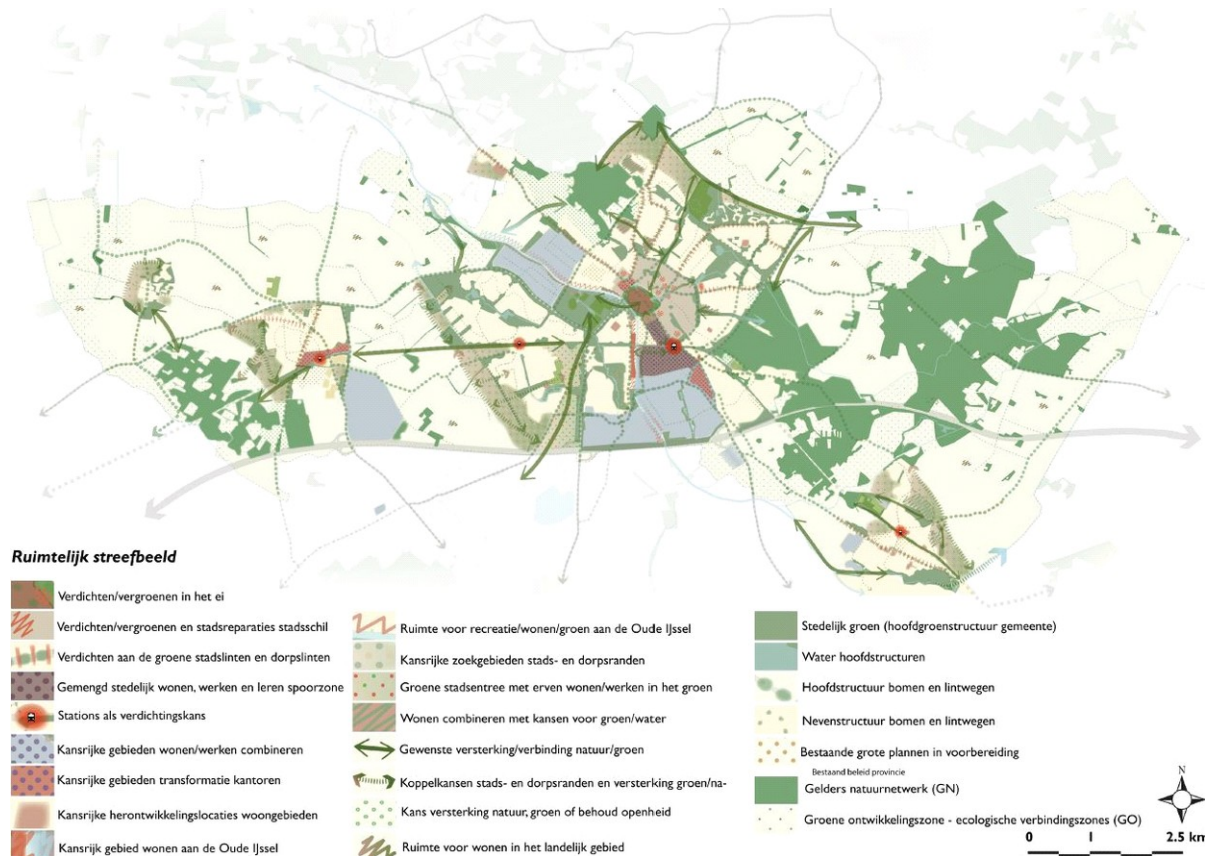 Ruimtelijk streefbeeld
Verdichten/vergroenen in het ei
Verdichten/vergroenen en stadsreparaties stadsschil
Verdichten aan de groene stadslinten en dorpslinten
Gemengd stedelijk wonen, werken en leren spoorzone
Stations als verdichtingskans
Kansrijke gebieden wonen/werken combineren
Kansrijke gebieden transformatie kantoren
Kansrijke herontwikkelingslocaties woongebieden
Kansrijk gebied wonen aan de Oude IJssel
Ruimte voor recreatie/wonen/groen aan de Oude IJssel
Kansrijke zoekgebieden stads- en dorpsranden
Groene stadsentree met erven wonen/werken in het groen
Wonen combineren met kansen voor groen/water
Gewenste versterking/verbinding natuur/groen
Koppelkansen stads- en dorpsranden en versterking groen/na-
Kans versterking natuur, groen of behoud openheid
Ruimte voor wonen in het landelijk gebied
Stedelijk groen (hoofdgroenstructuur gemeente)
Water hoofdstructuren
Hoofdstructuur bomen en lintwegen
Nevenstructuur bomen en lintwegen
Bestaande grote plannen in voorbereiding
Bestaand beleid provincie
Gelders natuurnetwerk (GN)
Groene ontwikkelingszone - ecologische verbindingszones (GO)
N
0 1 2.5 km